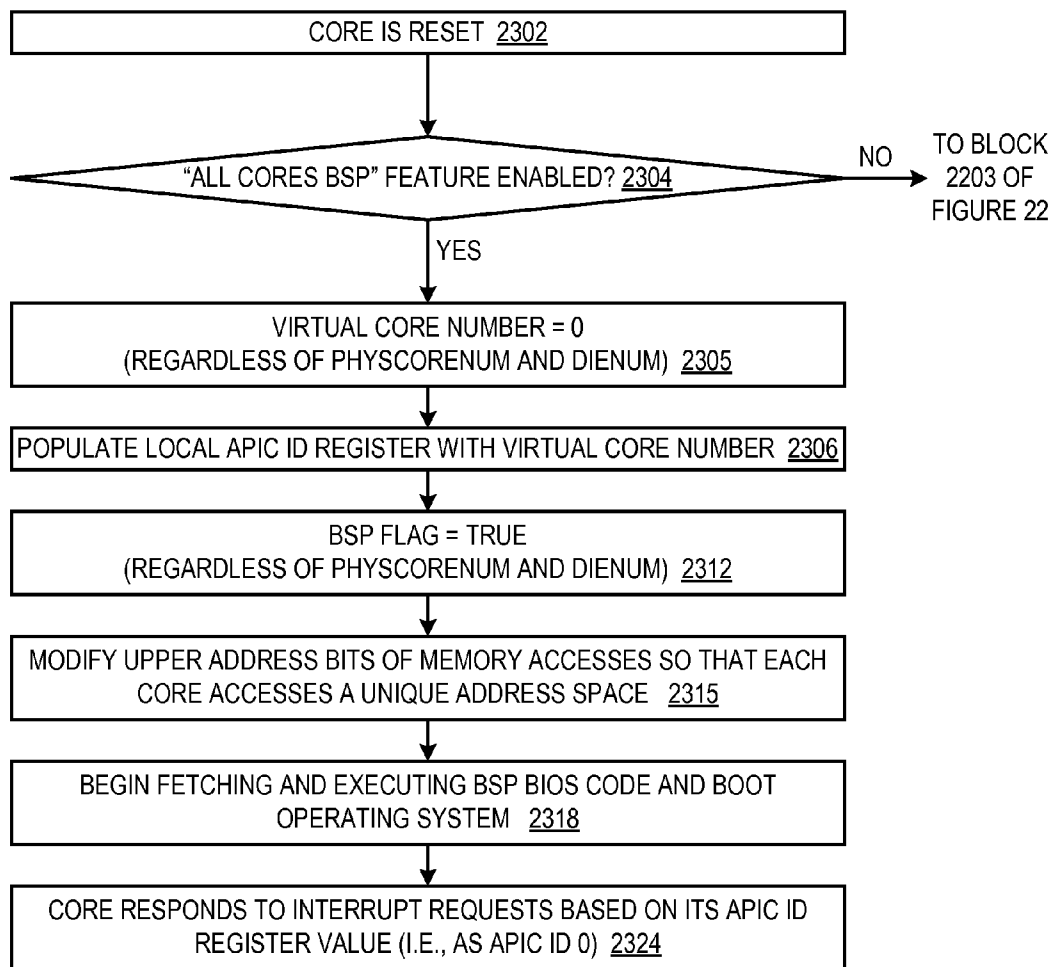 CORE IS RESET 2302
“ALL CORES BSP” FEATURE ENABLED? 2304
NO
TO BLOCK
2203 OF
FIGURE 22
YES
VIRTUAL CORE NUMBER = 0
(REGARDLESS OF PHYSCORENUM AND DIENUM) 2305
POPULATE LOCAL APIC ID REGISTER WITH VIRTUAL CORE NUMBER 2306
BSP FLAG = TRUE
(REGARDLESS OF PHYSCORENUM AND DIENUM) 2312
MODIFY UPPER ADDRESS BITS OF MEMORY ACCESSES SO THAT EACH
CORE ACCESSES A UNIQUE ADDRESS SPACE 2315
BEGIN FETCHING AND EXECUTING BSP BIOS CODE AND BOOT
OPERATING SYSTEM 2318
CORE RESPONDS TO INTERRUPT REQUESTS BASED ON ITS APIC ID
REGISTER VALUE (I.E., AS APIC ID 0) 2324